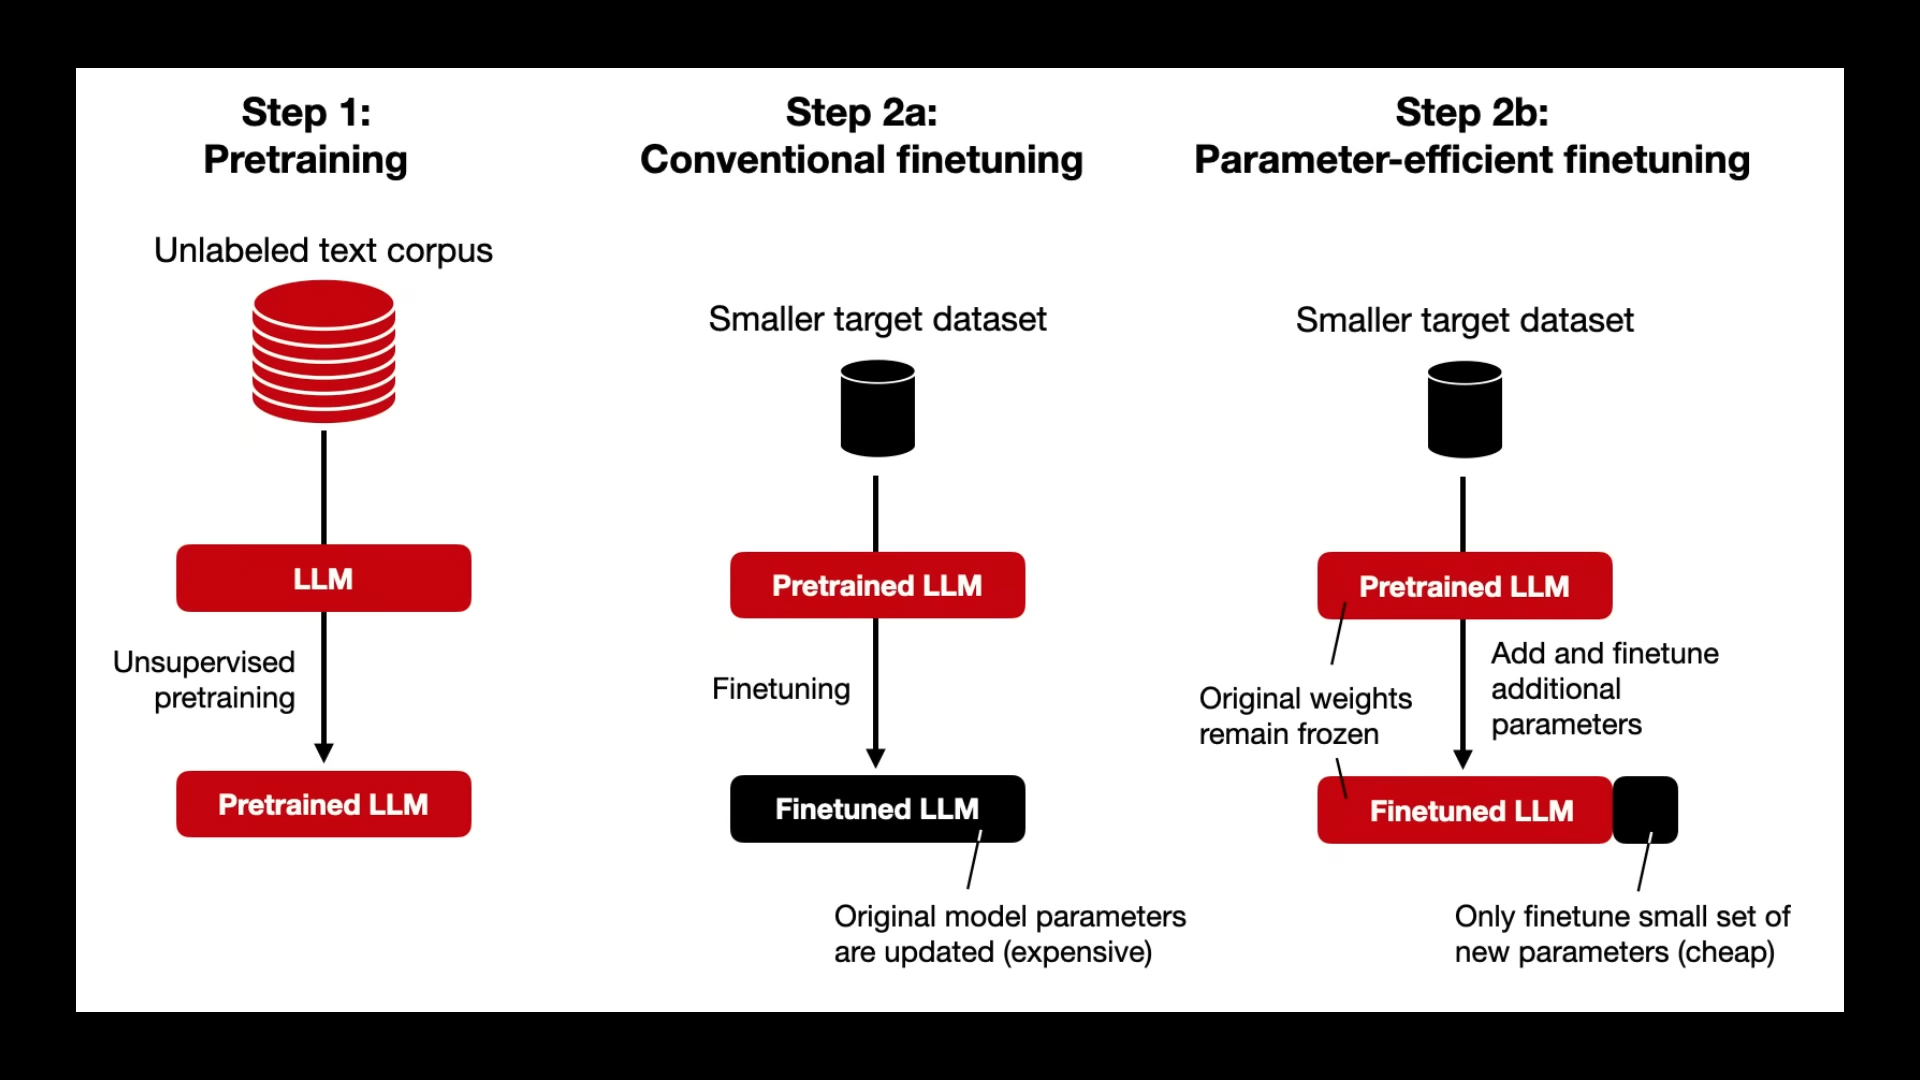 Step 1:
Pretraining
Unlabeled text corpus
LLM
Unsupervised
pretraining
Pretrained LLM
Step 2a:
Conventional finetuning
Smaller target dataset
Pretrained LLM
Finetuning
Finetuned LLM
Original model parameters
are updated (expensive)
Step 2b:
Parameter-efficient finetuning
Smaller target dataset
Pretrained LLM
Original weights
remain frozen
Add and finetune
additional
parameters
Finetuned LLM
Only finetune small set of
new parameters (cheap)